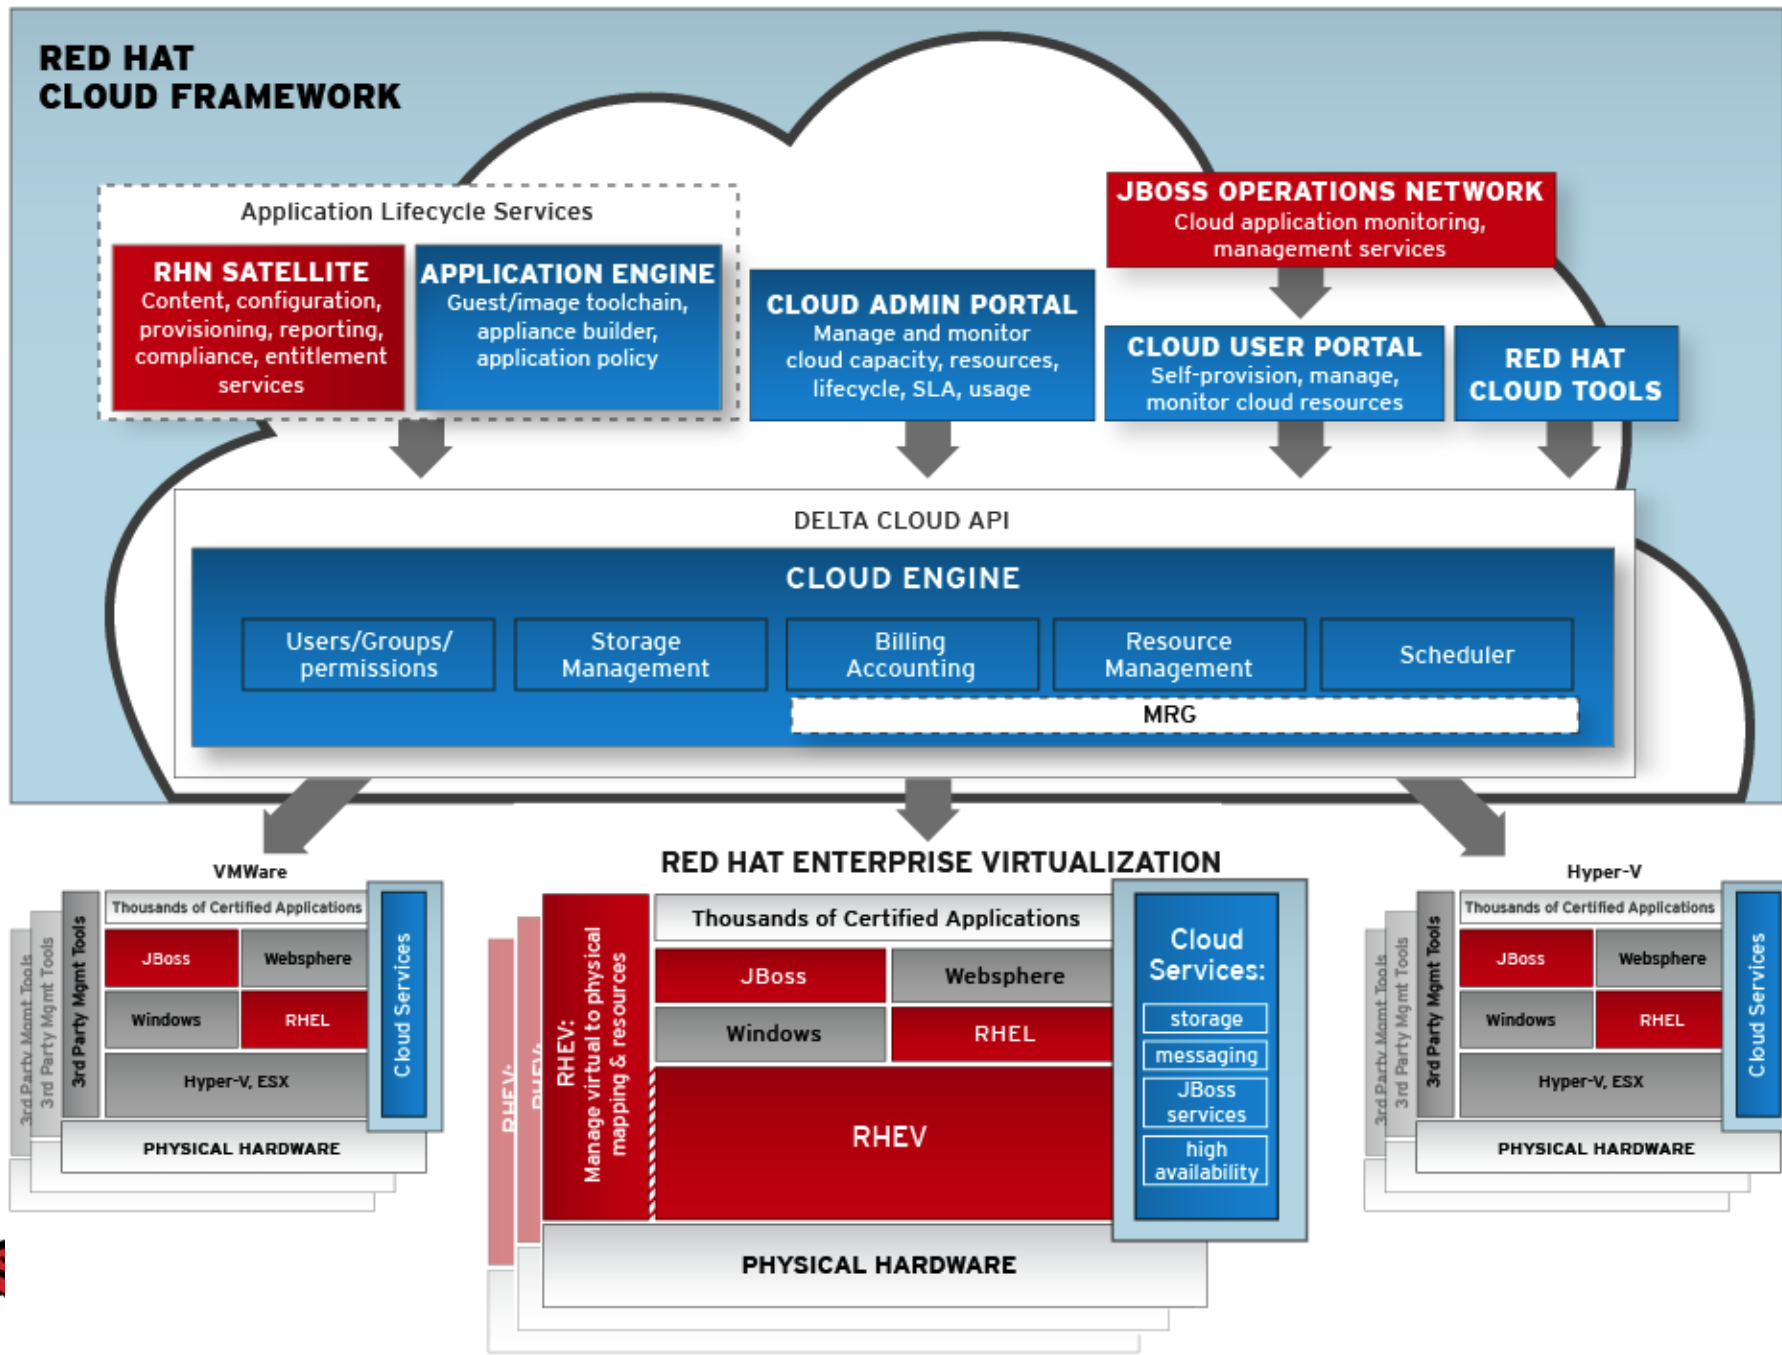 RED HAT
CLOUD FRAMEWORK
Application Lifecycle Services
RHN SATELLITE
Content, configuration,
provisioning, reporting,
compliance, entitlement
services
APPLICATION ENGINE
Guest/image toolchain,
appliance builder,
application policy
CLOUD ADMIN PORTAL
Manage and monitor
cloud capacity, resources,
lifecycle, SLA, usage
JBOSS OPERATIONS NETWORK
Cloud application monitoring,
management services
CLOUD USER PORTAL
Self-provision, manage,
monitor cloud resources
RED HAT
CLOUD TOOLS
DELTA CLOUD API
CLOUD ENGINE
Users/Groups/
permissions
Storage
Management
Billing
Accounting
Resource
Management
Scheduler
MRG
VMWare
3rd Party Mgmt Tools
3rd Party Mgmt Tools
3rd Party Mgmt Tools
Thousands of Certified Applications
JBoss
Websphere
Windows
RHEL
Hyper-V, ESX
PHYSICAL HARDWARE
Cloud Services
RED HAT ENTERPRISE VIRTUALIZATION
RHEV:
RHEV:
RHEV:
Manage virtual to physical
mapping & resources
Thousands of Certified Applications
JBoss
Websphere
Windows
RHEL
RHEV
PHYSICAL HARDWARE
Cloud
Services:
storage
messaging
JBoss
services
high
availability
Hyper-V
3rd Party Mgmt Tools
3rd Party Mgmt Tools
3rd Party Mgmt Tools
Thousands of Certified Applications
JBoss
Websphere
Windows
RHEL
Hyper-V, ESX
PHYSICAL HARDWARE
Cloud Services